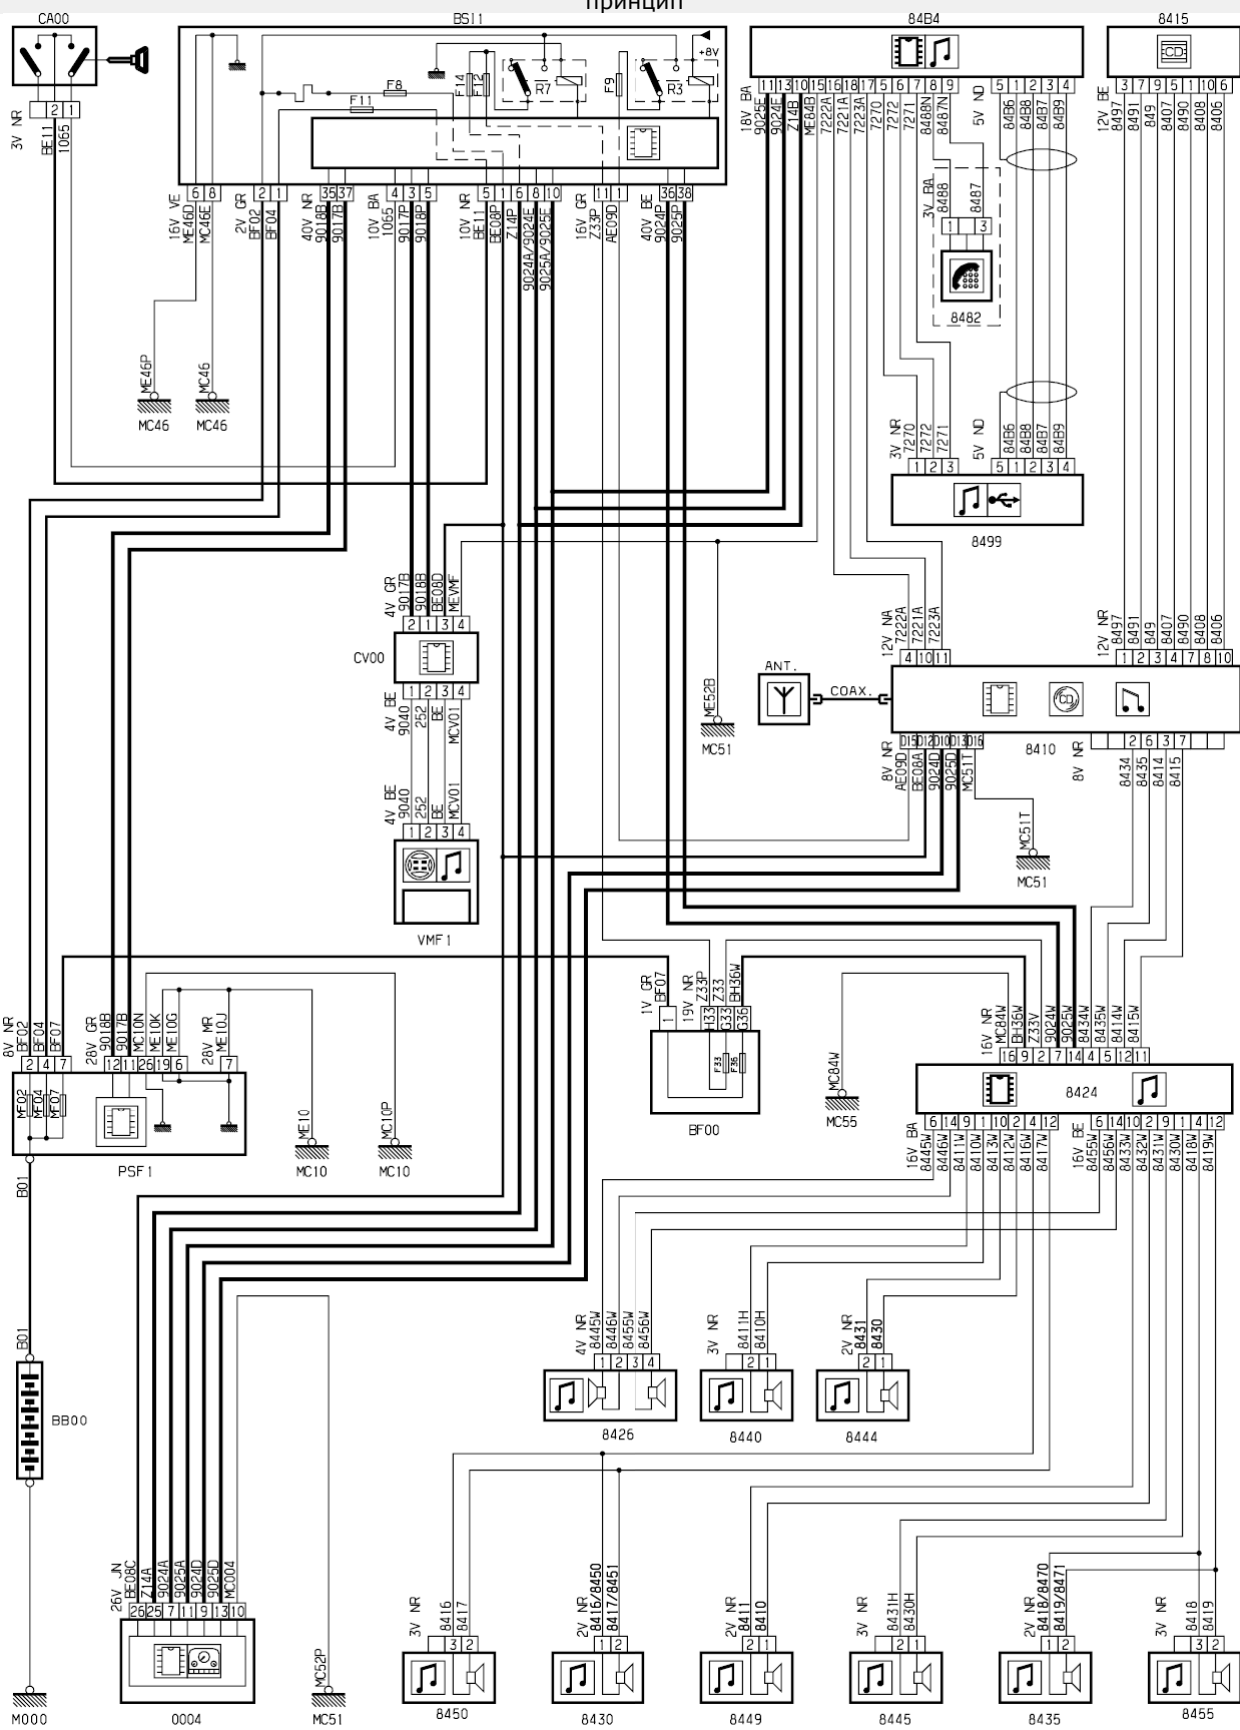 принцип
CA00
BSI1
84B4
8415
+8V
F14
F12
F8
F11
R7
F9
R3
CD
3V NR
BE11
1065
16V VE
ME46D
MC46E
2V GR
BF02
BF04
40V NR
9018B
9017B
10V BA
1065
9017P
9018P
10V NR
BE11
BE08P
Z14P
9024A/9024E
9025A/9025E
16V GR
Z33P
AE09D
40V BE
9024P
9025P
18V BA
9025E
9024E
Z14B
ME84B
7222A
7221A
7223A
7270
7272
7271
8488N
8487N
5V ND
84B6
84B8
84B7
84B9
12V BE
8497
8491
849
8407
8490
8408
8406
3V BA
8488
8487
8482
ME46P
MC46
MC46
MC46
3V NR
7270
7272
7271
5V ND
84B6
84B8
84B7
84B9
8499
4V GR
9017B
9018B
BE08D
MEVMF
CV00
4V BE
9040
252
BE
MCV01
4V BE
9040
252
BE
MCV01
VMF1
ME52B
MC51
ANT.
COAX.
12V NA
7222A
7221A
7223A
12V NR
8497
8491
849
8407
8490
8408
8406
CD
8410
8V NR
AE09D
BE08A
9024D
9025D
MC51T
8V NR
8434
8435
8414
8415
MC51T
MC51
8V NR
BF02
BF04
BF07
28V GR
9018B
9017B
MC10N
ME10K
ME10G
28V MR
ME10J
MF02
MF04
MF07
PSF1
ME10
MC10
MC10P
MC10
1V GR
BF07
19V NR
Z33P
Z33
BH36W
H33
G33
G36
F33
F36
BF00
MC84W
MC55
16V NR
MC84W
BH36W
Z33V
9024W
9025W
8434W
8435W
8414W
8415W
8424
16V BA
8445W
8446W
8411W
8410W
8413W
8412W
8416W
8417W
16V BE
8455W
8456W
8433W
8432W
8431W
8430W
8418W
8419W
B01
B01
BB00
M000
4V NR
8445W
8446W
8455W
8456W
8426
3V NR
8411H
8410H
8440
2V NR
8431
8430
8444
26V JN
BE08C
Z14A
9024A
9025A
9024D
9025D
MC004
0004
MC52P
MC51
3V NR
8416
8417
8450
2V NR
8416/8450
8417/8451
8430
2V NR
8411
8410
8449
3V NR
8431H
8430H
8445
2V NR
8418/8470
8419/8471
8435
3V NR
8418
8419
8455